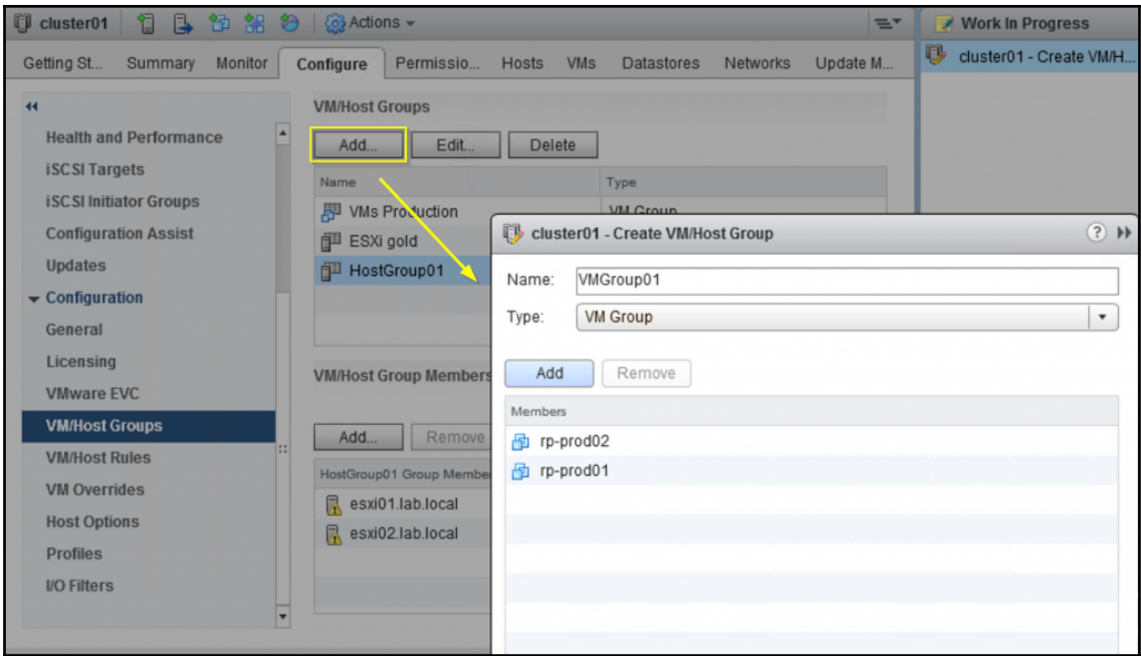 cluster01 Actions
Getting St... Summary Monitor Configure Permissio... Hosts VMs Datastores Networks Update M...
Health and Performance
iSCSI Targets
iSCSI Initiator Groups
Configuration Assist
Updates
Configuration
General
Licensing
VMware EVC
VM/Host Groups
VM/Host Rules
VM Overrides
Host Options
Profiles
I/O Filters
VM/Host Groups
Add... Edit... Delete
Name Type
VMs Production VM Group
ESXi gold
HostGroup01
VM/Host Group Members
Add... Remove
HostGroup01 Group Member
esxi01.lab.local
esxi02.lab.local
cluster01 - Create VM/Host Group ?
Name: VMGroup01
Type: VM Group
Add Remove
Members
rp-prod02
rp-prod01
Work In Progress
cluster01 - Create VM/H...